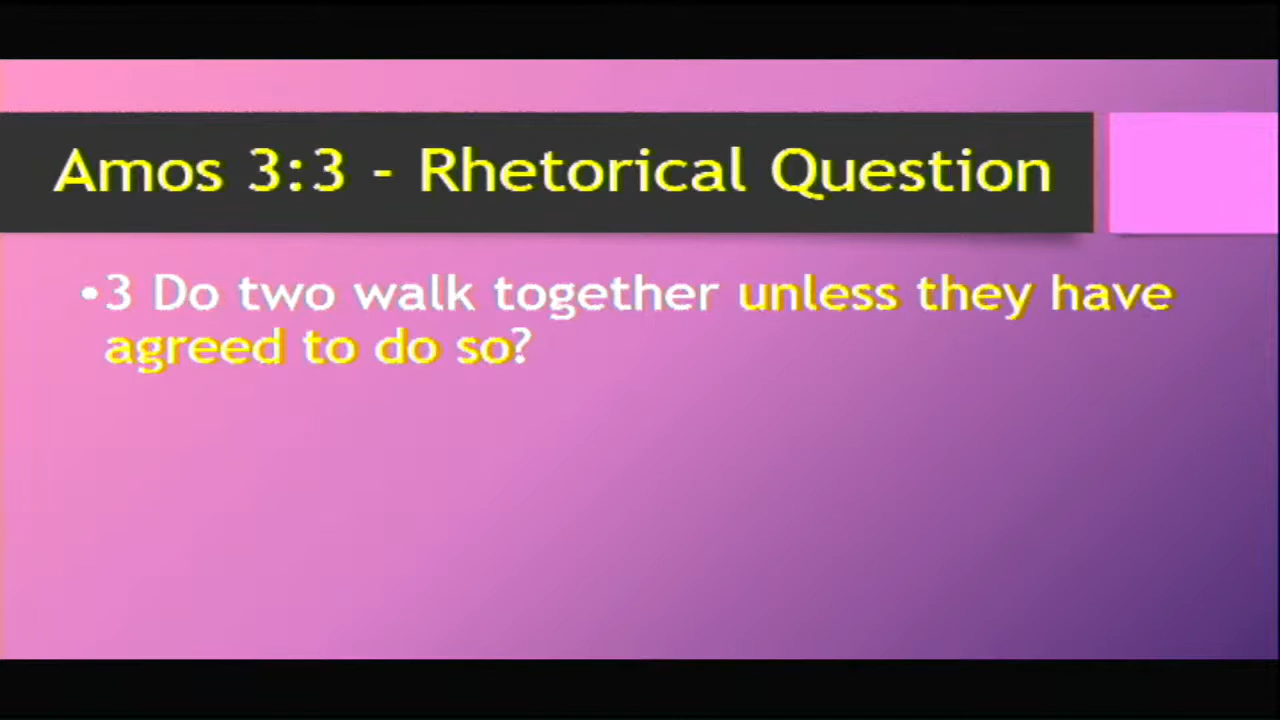 Amos 3:3 - Rhetorical Question
•3 Do two walk together unless they have
agreed to do so?